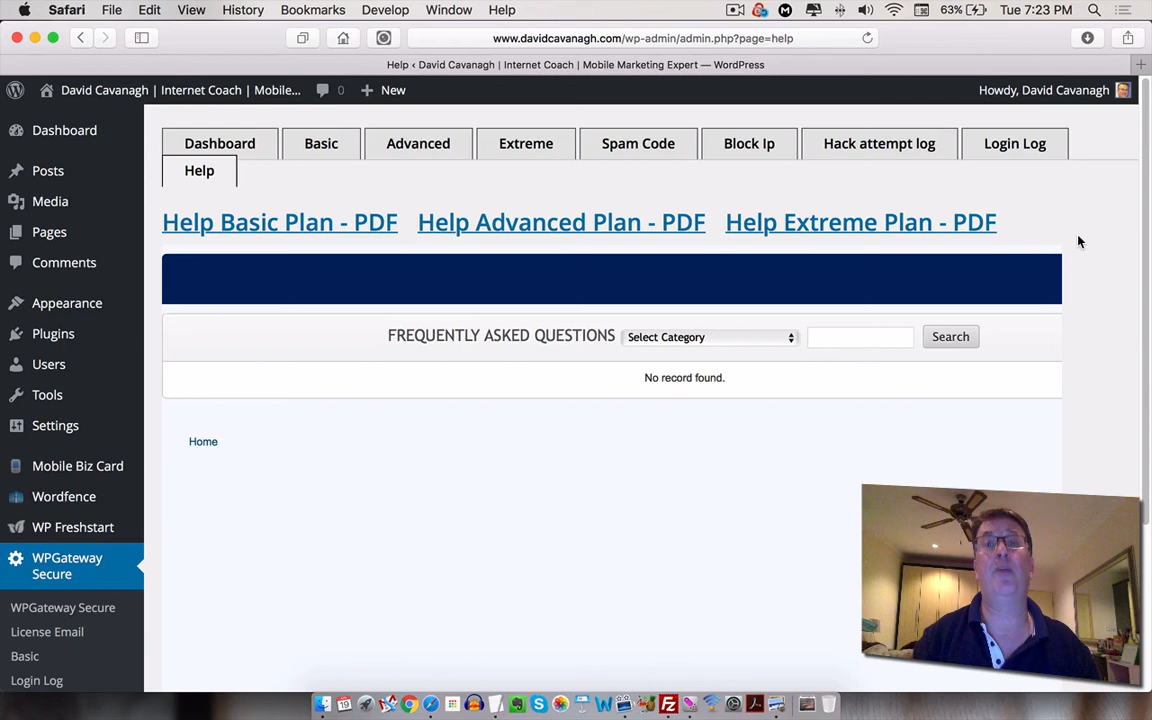 Safari File Edit View History Bookmarks Develop Window Help 63% Tue 7:23 PM
www.davidcavanagh.com/wp-admin/admin.php?page=help
Help ‹ David Cavanagh | Internet Coach | Mobile Marketing Expert — WordPress
David Cavanagh | Internet Coach | Mobile... 0 New Howdy, David Cavanagh
Dashboard
Posts
Media
Pages
Comments
Appearance
Plugins
Users
Tools
Settings
Mobile Biz Card
Wordfence
WP Freshstart
WPGateway
Secure
WPGateway Secure
License Email
Basic
Login Log
Dashboard Basic Advanced Extreme Spam Code Block Ip Hack attempt log Login Log
Help
Help Basic Plan - PDF Help Advanced Plan - PDF Help Extreme Plan - PDF
FREQUENTLY ASKED QUESTIONS Select Category Search
No record found.
Home